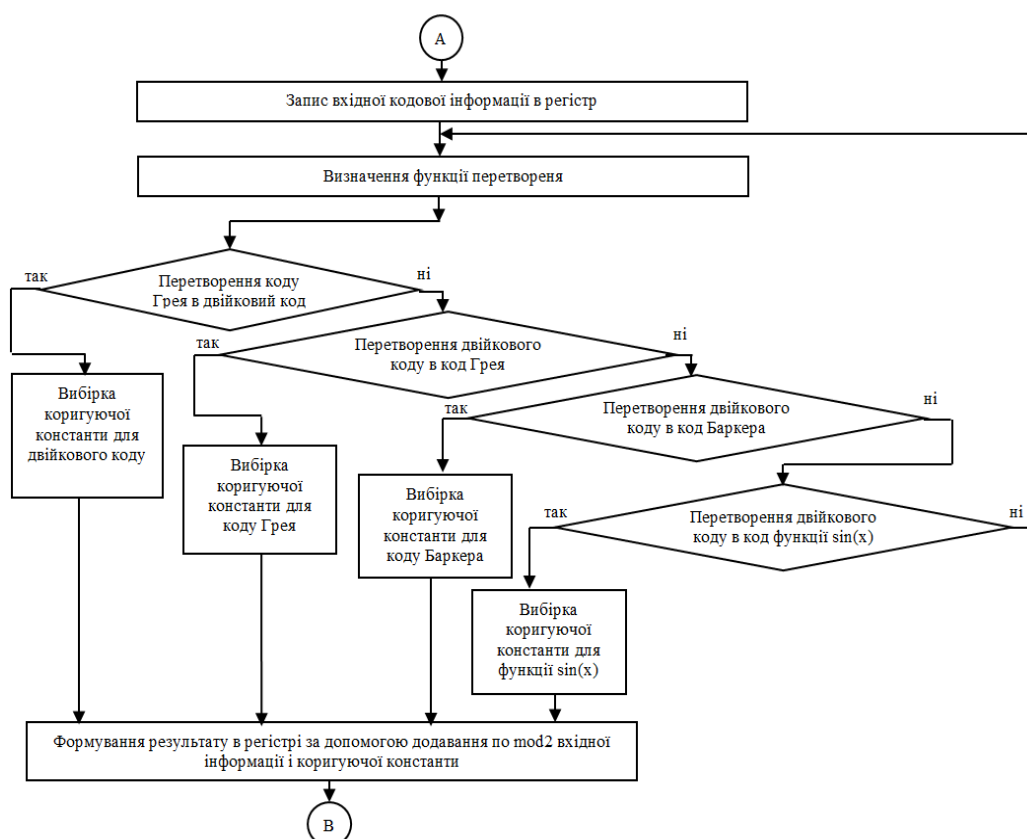 А
Запис вхідної кодової інформації в регістр
Визначення функції перетвореня
так
Перетворення коду
Грея в двійковий код
ні
так
Перетворення двійкового
коду в код Грея
ні
Вибірка
коригуючої
константи для
двійкового коду
так
Перетворення двійкового
коду в код Баркера
ні
Вибірка
коригуючої
константи для
коду Грея
Вибірка
коригуючої
константи для
коду Баркера
так
Перетворення двійкового
коду в код функції sin(x)
ні
Вибірка
коригуючої
константи для
функції sin(x)
Формування результату в регістрі за допомогою додавання по mod2 вхідної
інформації і коригуючої константи
В